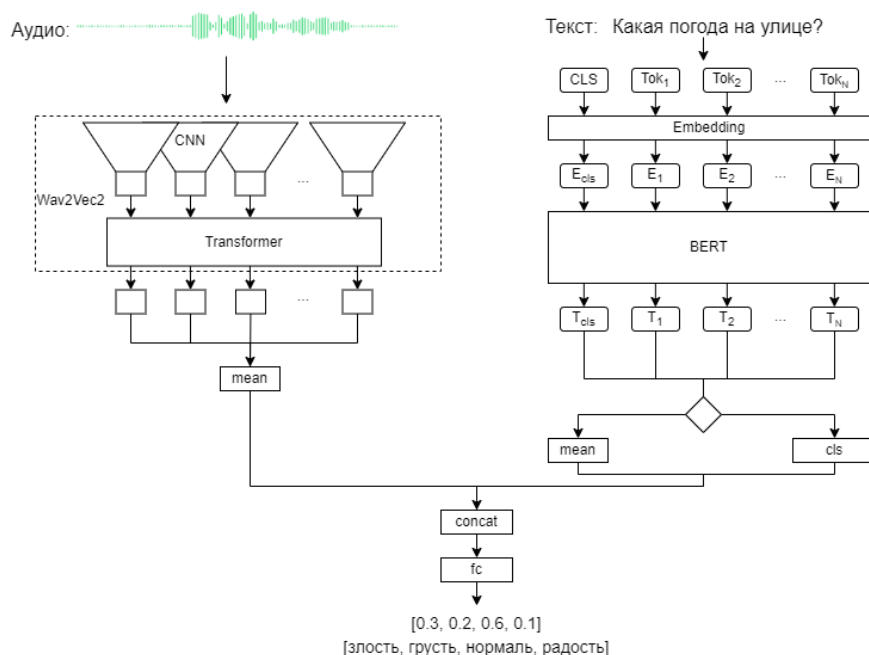 Аудио:
Текст: Какая погода на улице?
CLS Tok1 Tok2 ... TokN
Embedding
CNN
Ecls E1 E2 ... EN
...
Wav2Vec2
Transformer
BERT
...
Tcls T1 T2 ... TN
mean
mean cls
concat
fc
[0.3, 0.2, 0.6, 0.1]
[злость, грусть, нормаль, радость]